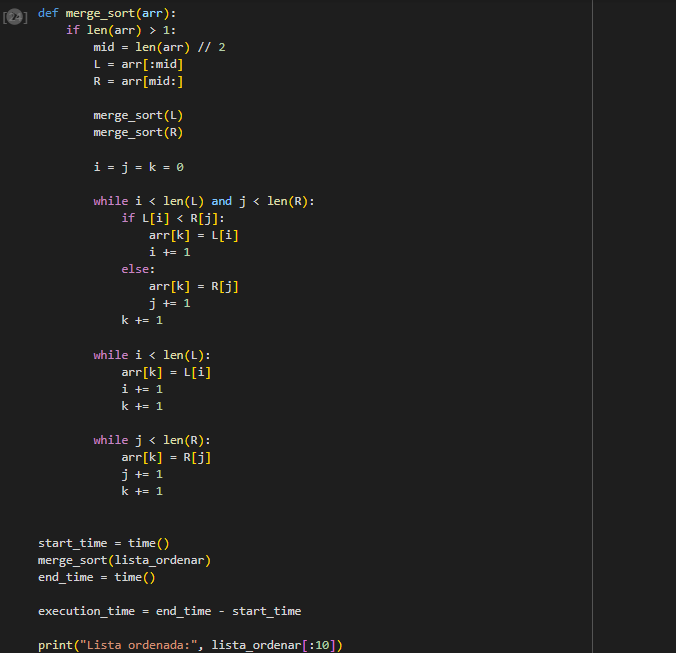 def merge_sort(arr):
    if len(arr) > 1:
        mid = len(arr) // 2
        L = arr[:mid]
        R = arr[mid:]

        merge_sort(L)
        merge_sort(R)

        i = j = k = 0

        while i < len(L) and j < len(R):
            if L[i] < R[j]:
                arr[k] = L[i]
                i += 1
            else:
                arr[k] = R[j]
                j += 1
            k += 1

        while i < len(L):
            arr[k] = L[i]
            i += 1
            k += 1

        while j < len(R):
            arr[k] = R[j]
            j += 1
            k += 1


start_time = time()
merge_sort(lista_ordenar)
end_time = time()

execution_time = end_time - start_time

print("Lista ordenada:", lista_ordenar[:10])